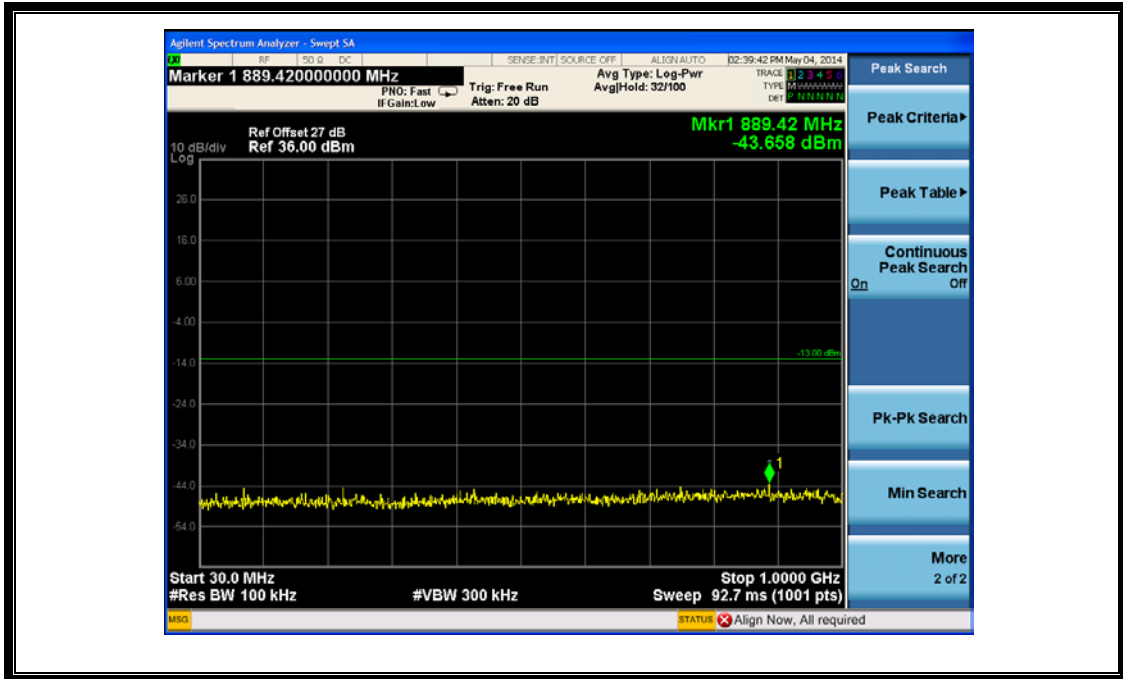 Agilent Spectrum Analyzer - Swept SA
LXI RF 50 Ω DC SENSE:INT SOURCE OFF ALIGN AUTO 02:39:42 PM May 04, 2014
Marker 1 889.420000000 MHz
PNO: Fast
IFGain:Low
Trig: Free Run
Atten: 20 dB
Avg Type: Log-Pwr
Avg|Hold: 32/100
TRACE 1 2 3 4 5 6
TYPE M
DET P N N N N N
Ref Offset 27 dB
10 dB/div Ref 36.00 dBm
Log
Mkr1 889.42 MHz
-43.658 dBm
26.0
16.0
6.00
-4.00
-13.00 dBm
-14.0
-24.0
-34.0
1
-44.0
-54.0
Start 30.0 MHz
Stop 1.0000 GHz
#Res BW 100 kHz
#VBW 300 kHz
Sweep 92.7 ms (1001 pts)
MSG
STATUS Align Now, All required
Peak Search
Peak Criteria
Peak Table
Continuous
Peak Search
On Off
Pk-Pk Search
Min Search
More
2 of 2